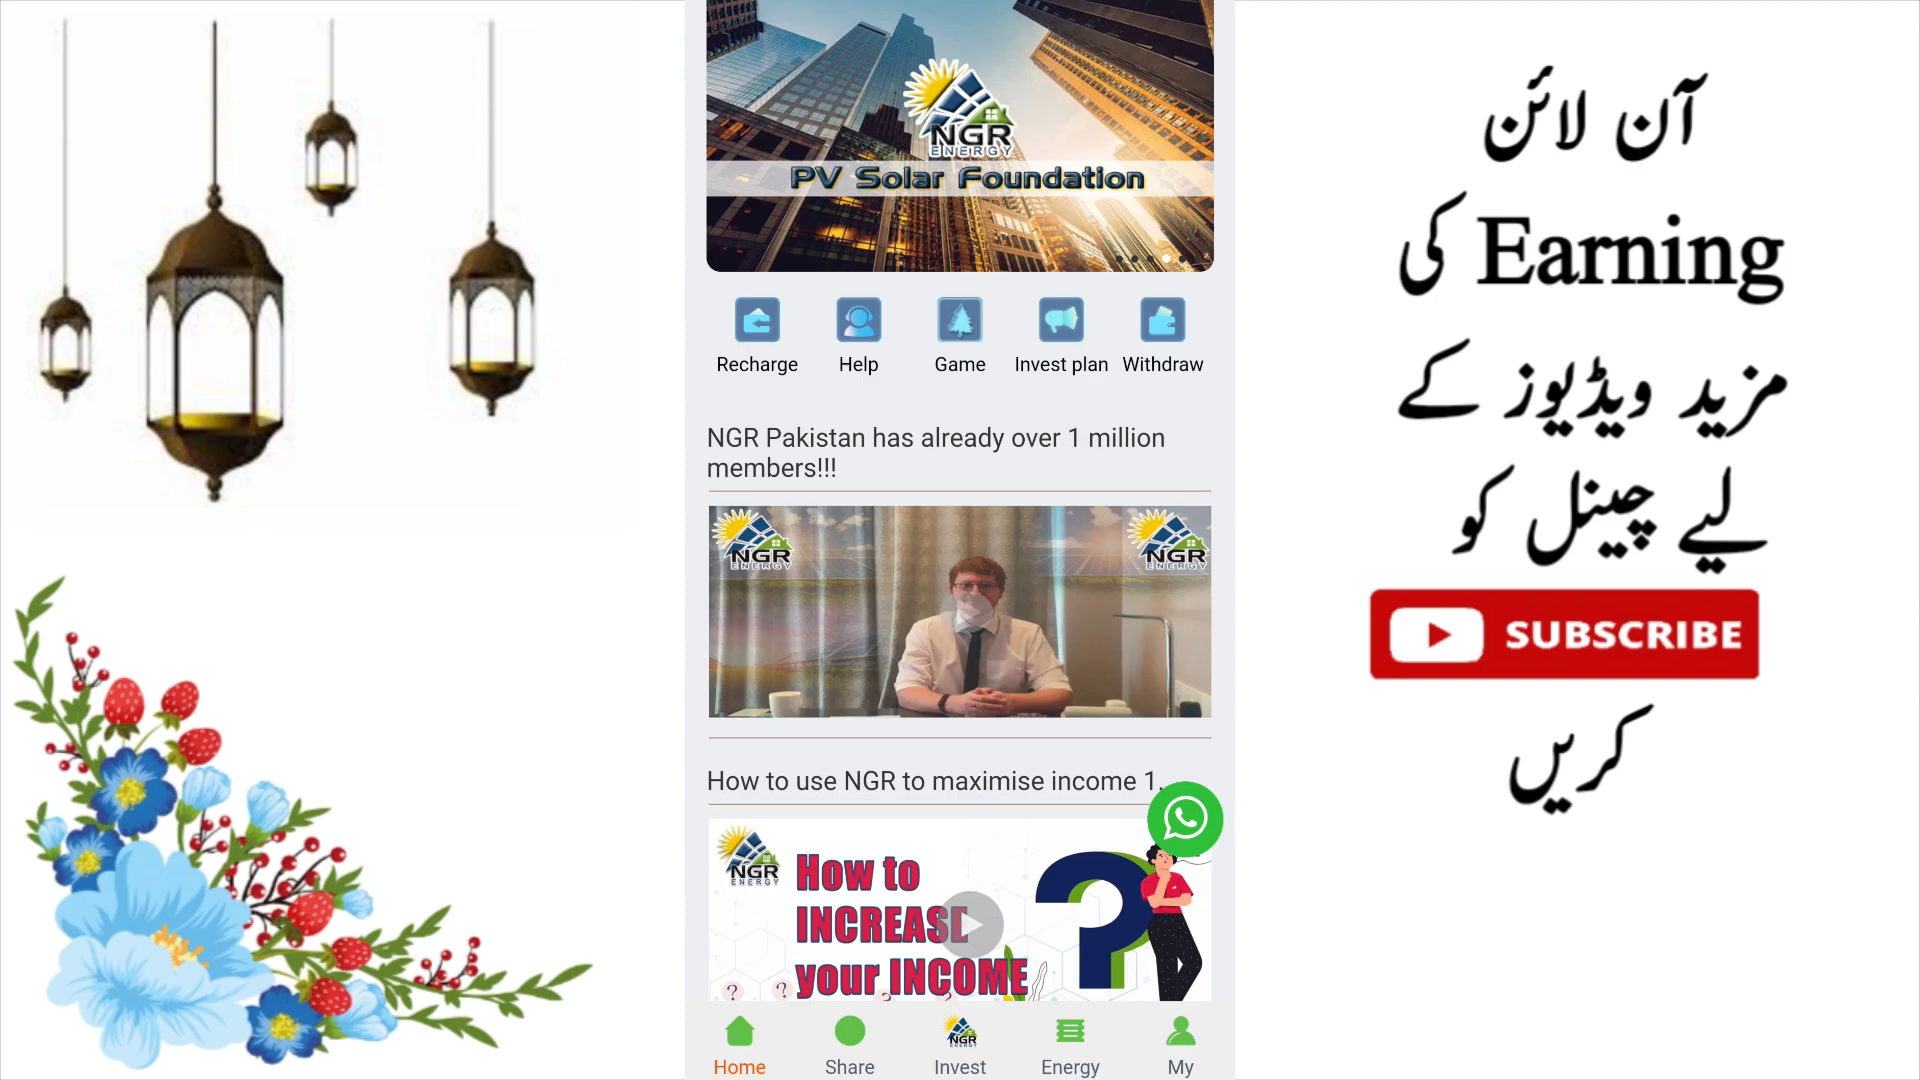 NGR
ENERGY
PV Solar Foundation
Recharge
Help
Game
Invest plan
Withdraw
NGR Pakistan has already over 1 million
members!!!
NGR
ENERGY
NGR
ENERGY
How to use NGR to maximise income 1.
NGR
ENERGY
How to
INCREASE
your INCOME
? ?
Home
Share
NGR
Invest
Energy
My
آن لائن
Earning کی
مزید ویڈیوز کے
لیے چینل کو
SUBSCRIBE
کریں